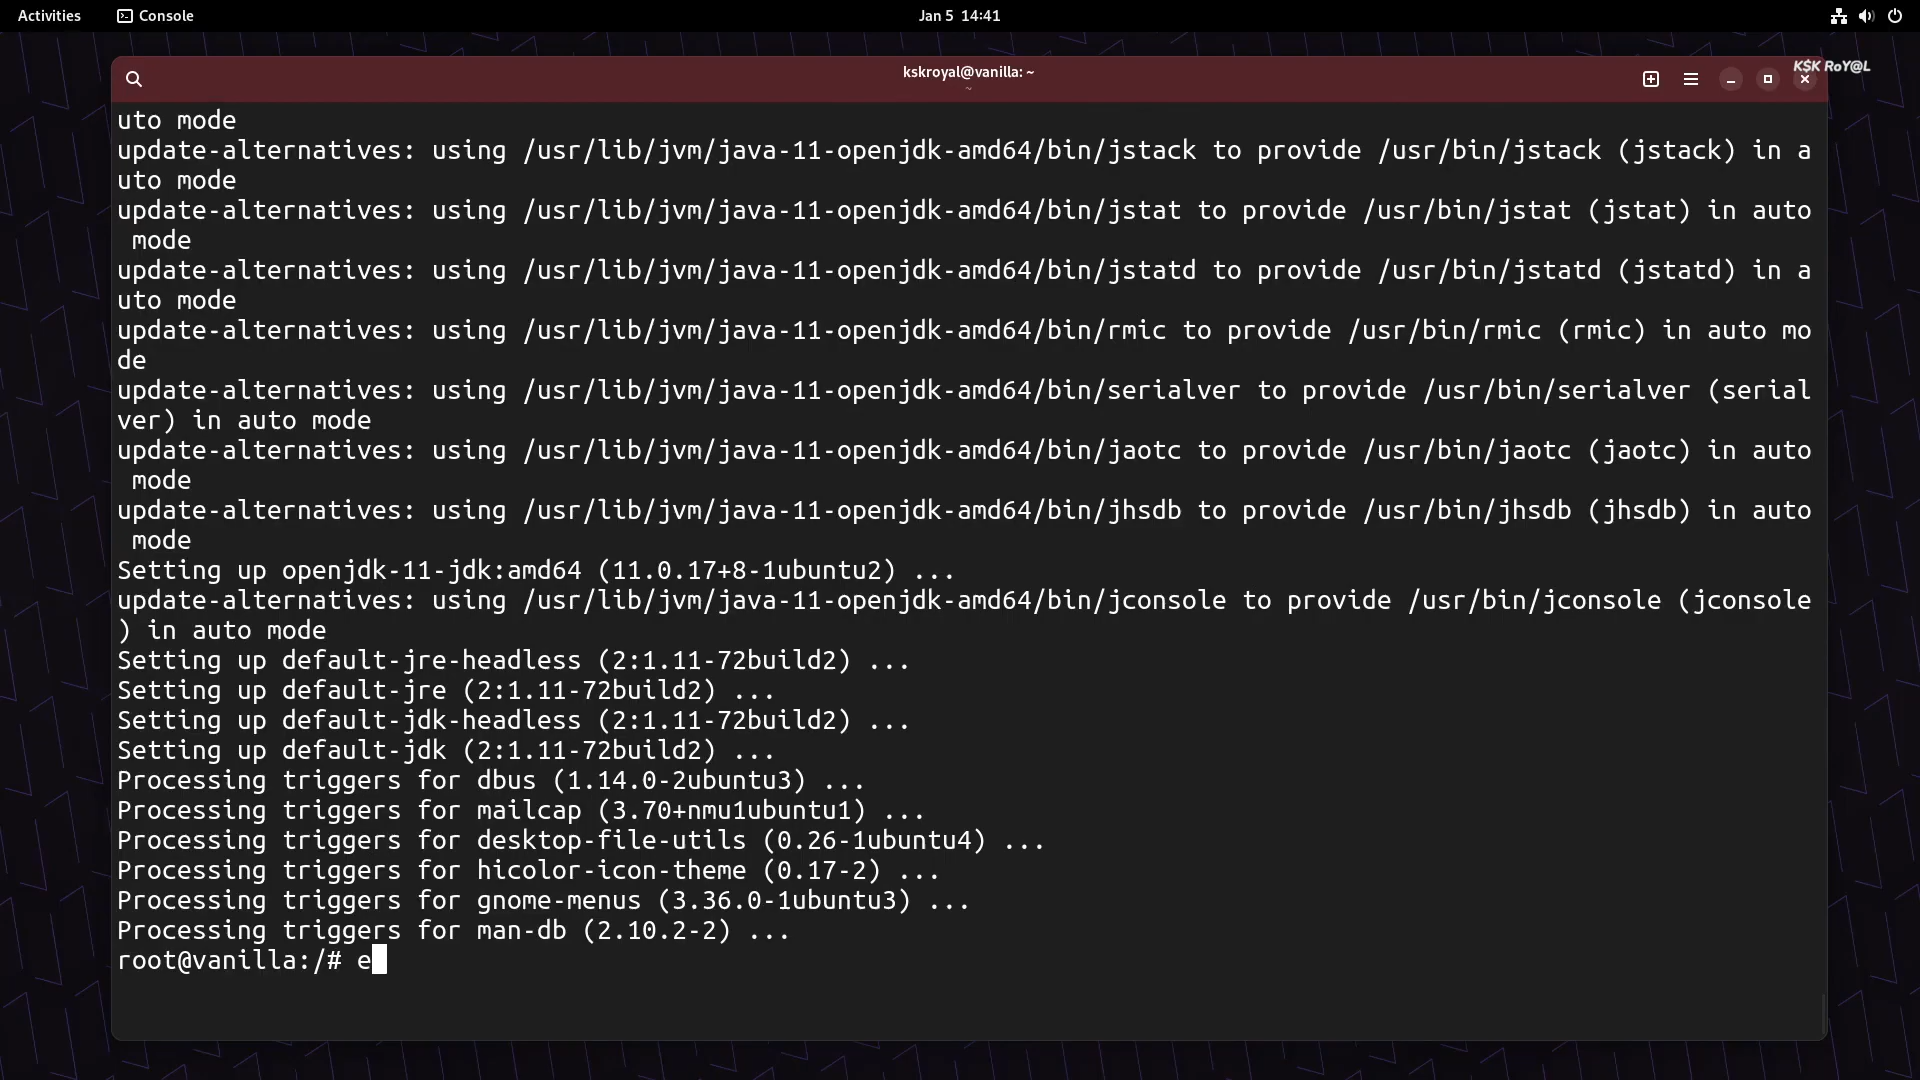 Activities
Console
Jan 5 14:41
kskroyal@vanilla: ~
~
K$K RoY@L
uto mode
update-alternatives: using /usr/lib/jvm/java-11-openjdk-amd64/bin/jstack to provide /usr/bin/jstack (jstack) in a
uto mode
update-alternatives: using /usr/lib/jvm/java-11-openjdk-amd64/bin/jstat to provide /usr/bin/jstat (jstat) in auto
 mode
update-alternatives: using /usr/lib/jvm/java-11-openjdk-amd64/bin/jstatd to provide /usr/bin/jstatd (jstatd) in a
uto mode
update-alternatives: using /usr/lib/jvm/java-11-openjdk-amd64/bin/rmic to provide /usr/bin/rmic (rmic) in auto mo
de
update-alternatives: using /usr/lib/jvm/java-11-openjdk-amd64/bin/serialver to provide /usr/bin/serialver (serial
ver) in auto mode
update-alternatives: using /usr/lib/jvm/java-11-openjdk-amd64/bin/jaotc to provide /usr/bin/jaotc (jaotc) in auto
 mode
update-alternatives: using /usr/lib/jvm/java-11-openjdk-amd64/bin/jhsdb to provide /usr/bin/jhsdb (jhsdb) in auto
 mode
Setting up openjdk-11-jdk:amd64 (11.0.17+8-1ubuntu2) ...
update-alternatives: using /usr/lib/jvm/java-11-openjdk-amd64/bin/jconsole to provide /usr/bin/jconsole (jconsole
) in auto mode
Setting up default-jre-headless (2:1.11-72build2) ...
Setting up default-jre (2:1.11-72build2) ...
Setting up default-jdk-headless (2:1.11-72build2) ...
Setting up default-jdk (2:1.11-72build2) ...
Processing triggers for dbus (1.14.0-2ubuntu3) ...
Processing triggers for mailcap (3.70+nmu1ubuntu1) ...
Processing triggers for desktop-file-utils (0.26-1ubuntu4) ...
Processing triggers for hicolor-icon-theme (0.17-2) ...
Processing triggers for gnome-menus (3.36.0-1ubuntu3) ...
Processing triggers for man-db (2.10.2-2) ...
root@vanilla:/# e